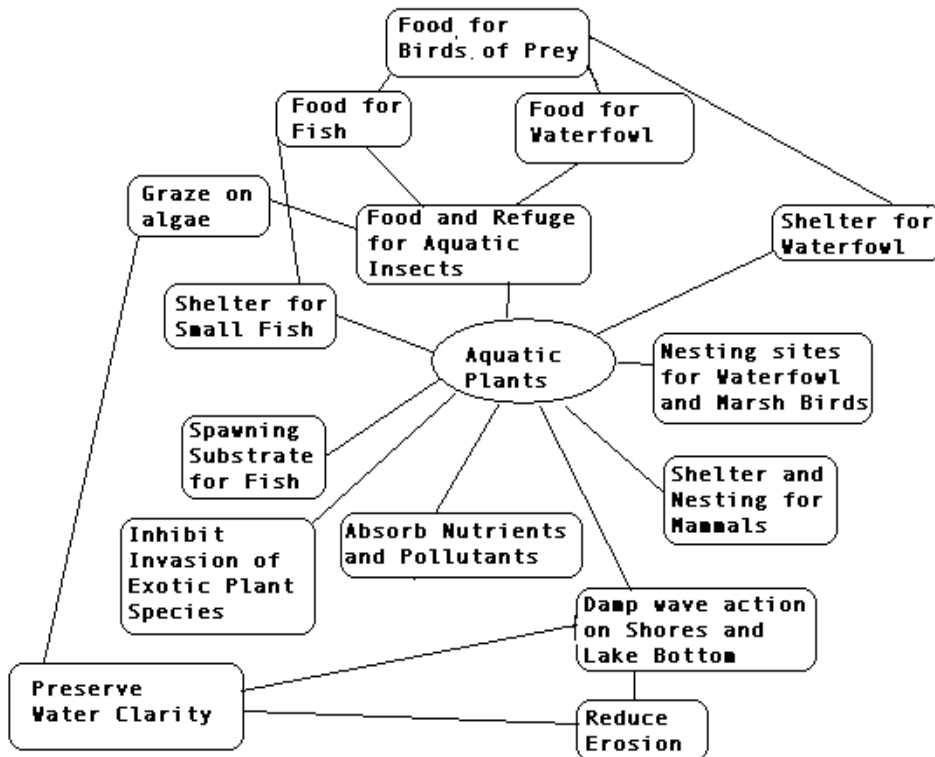 Food for
Birds of Prey
Food for
Fish
Food for
Waterfowl
Graze on
algae
Food and Refuge
for Aquatic
Insects
Shelter for
Waterfowl
Shelter for
Small Fish
Aquatic
Plants
Nesting sites
for Waterfowl
and Marsh Birds
Spawning
Substrate
for Fish
Shelter and
Nesting for
Mammals
Inhibit
Invasion of
Exotic Plant
Species
Absorb Nutrients
and Pollutants
Damp wave action
on Shores and
Lake Bottom
Preserve
Water Clarity
Reduce
Erosion